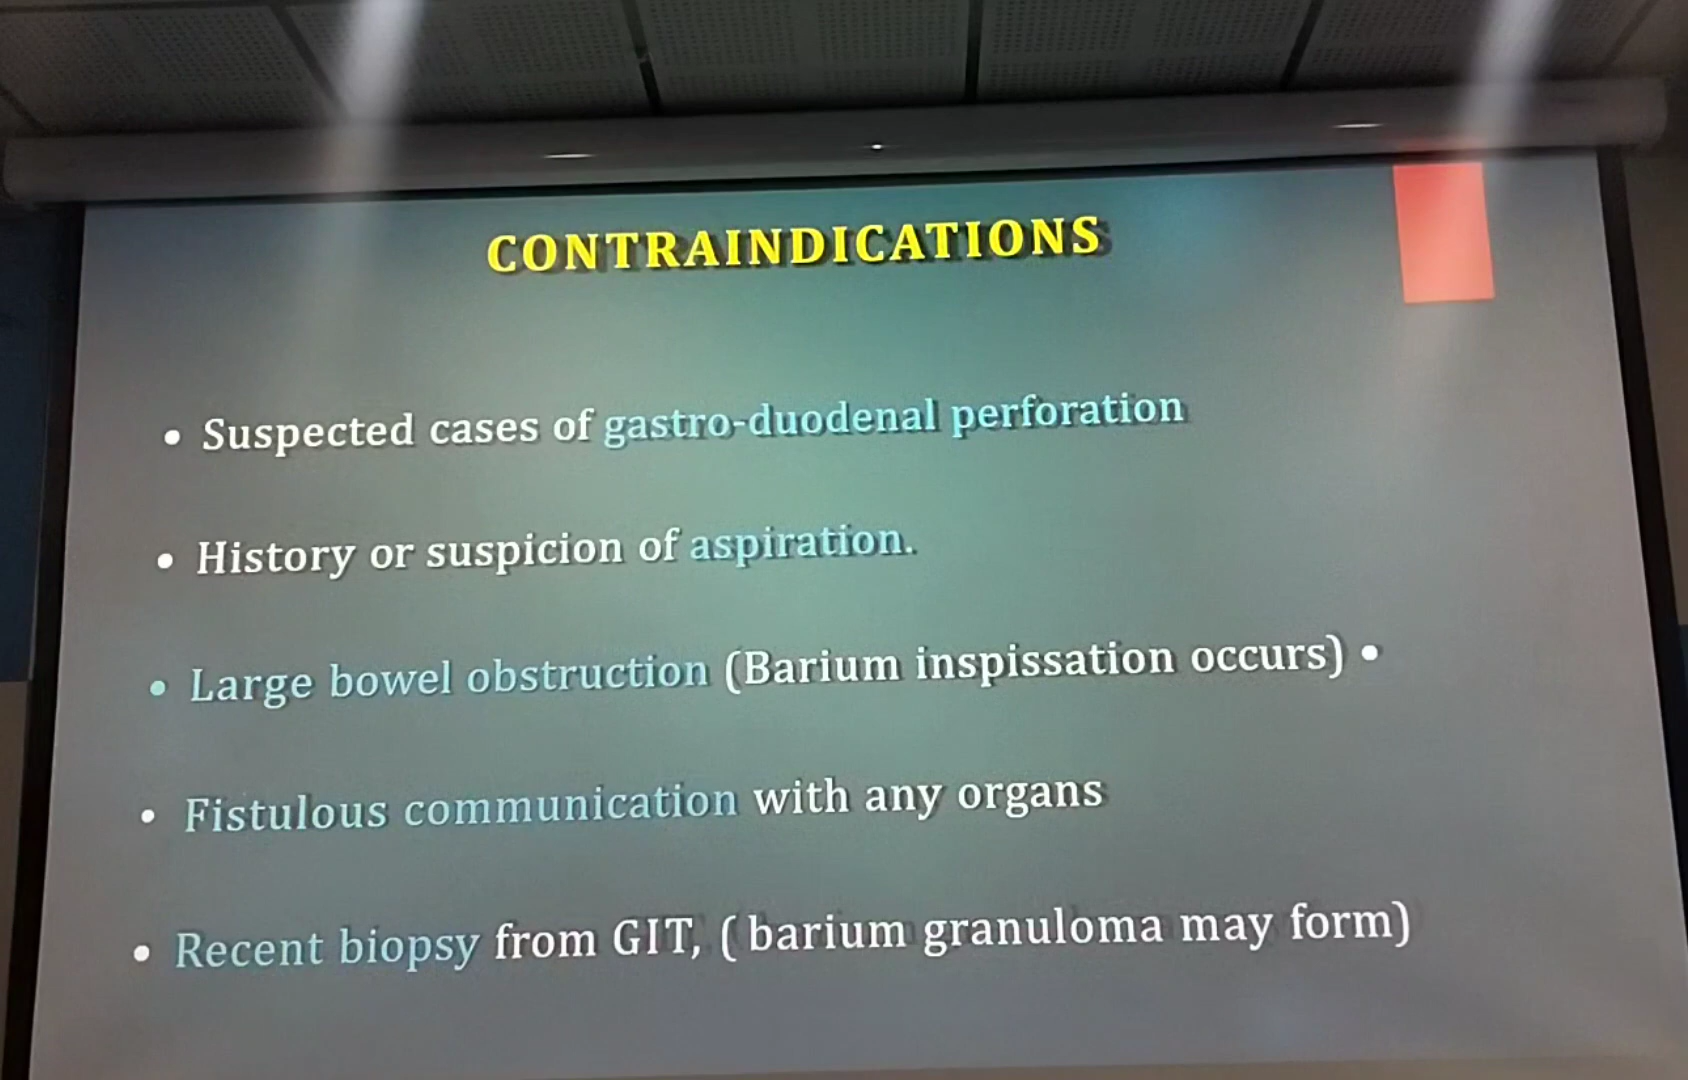 CONTRAINDICATIONS
• Suspected cases of gastro-duodenal perforation
• History or suspicion of aspiration.
• Large bowel obstruction (Barium inspissation occurs) •
• Fistulous communication with any organs
• Recent biopsy from GIT, ( barium granuloma may form)